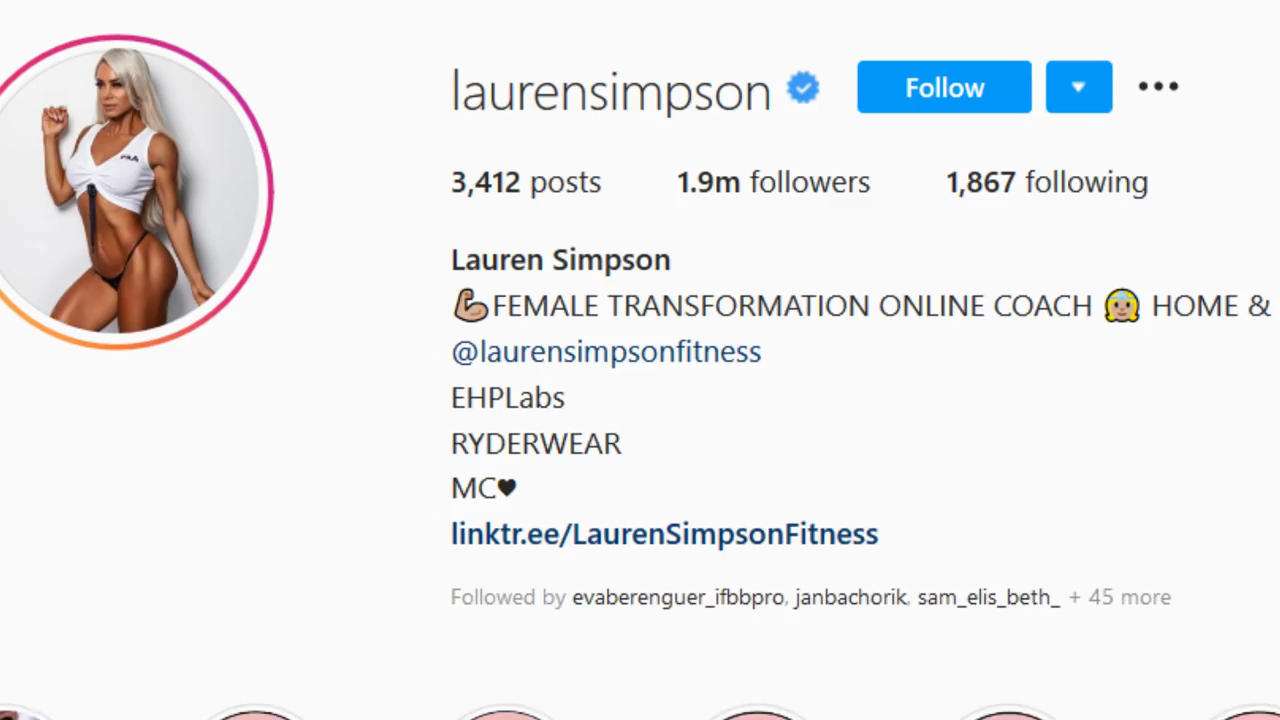 laurensimpson Follow
3,412 posts 1.9m followers 1,867 following
Lauren Simpson
💪🏼FEMALE TRANSFORMATION ONLINE COACH 👼🏼 HOME &
@laurensimpsonfitness
EHPLabs
RYDERWEAR
MC♥
linktr.ee/LaurenSimpsonFitness
Followed by evaberenguer_ifbbpro, janbachorik, sam_elis_beth_ + 45 more
FILA